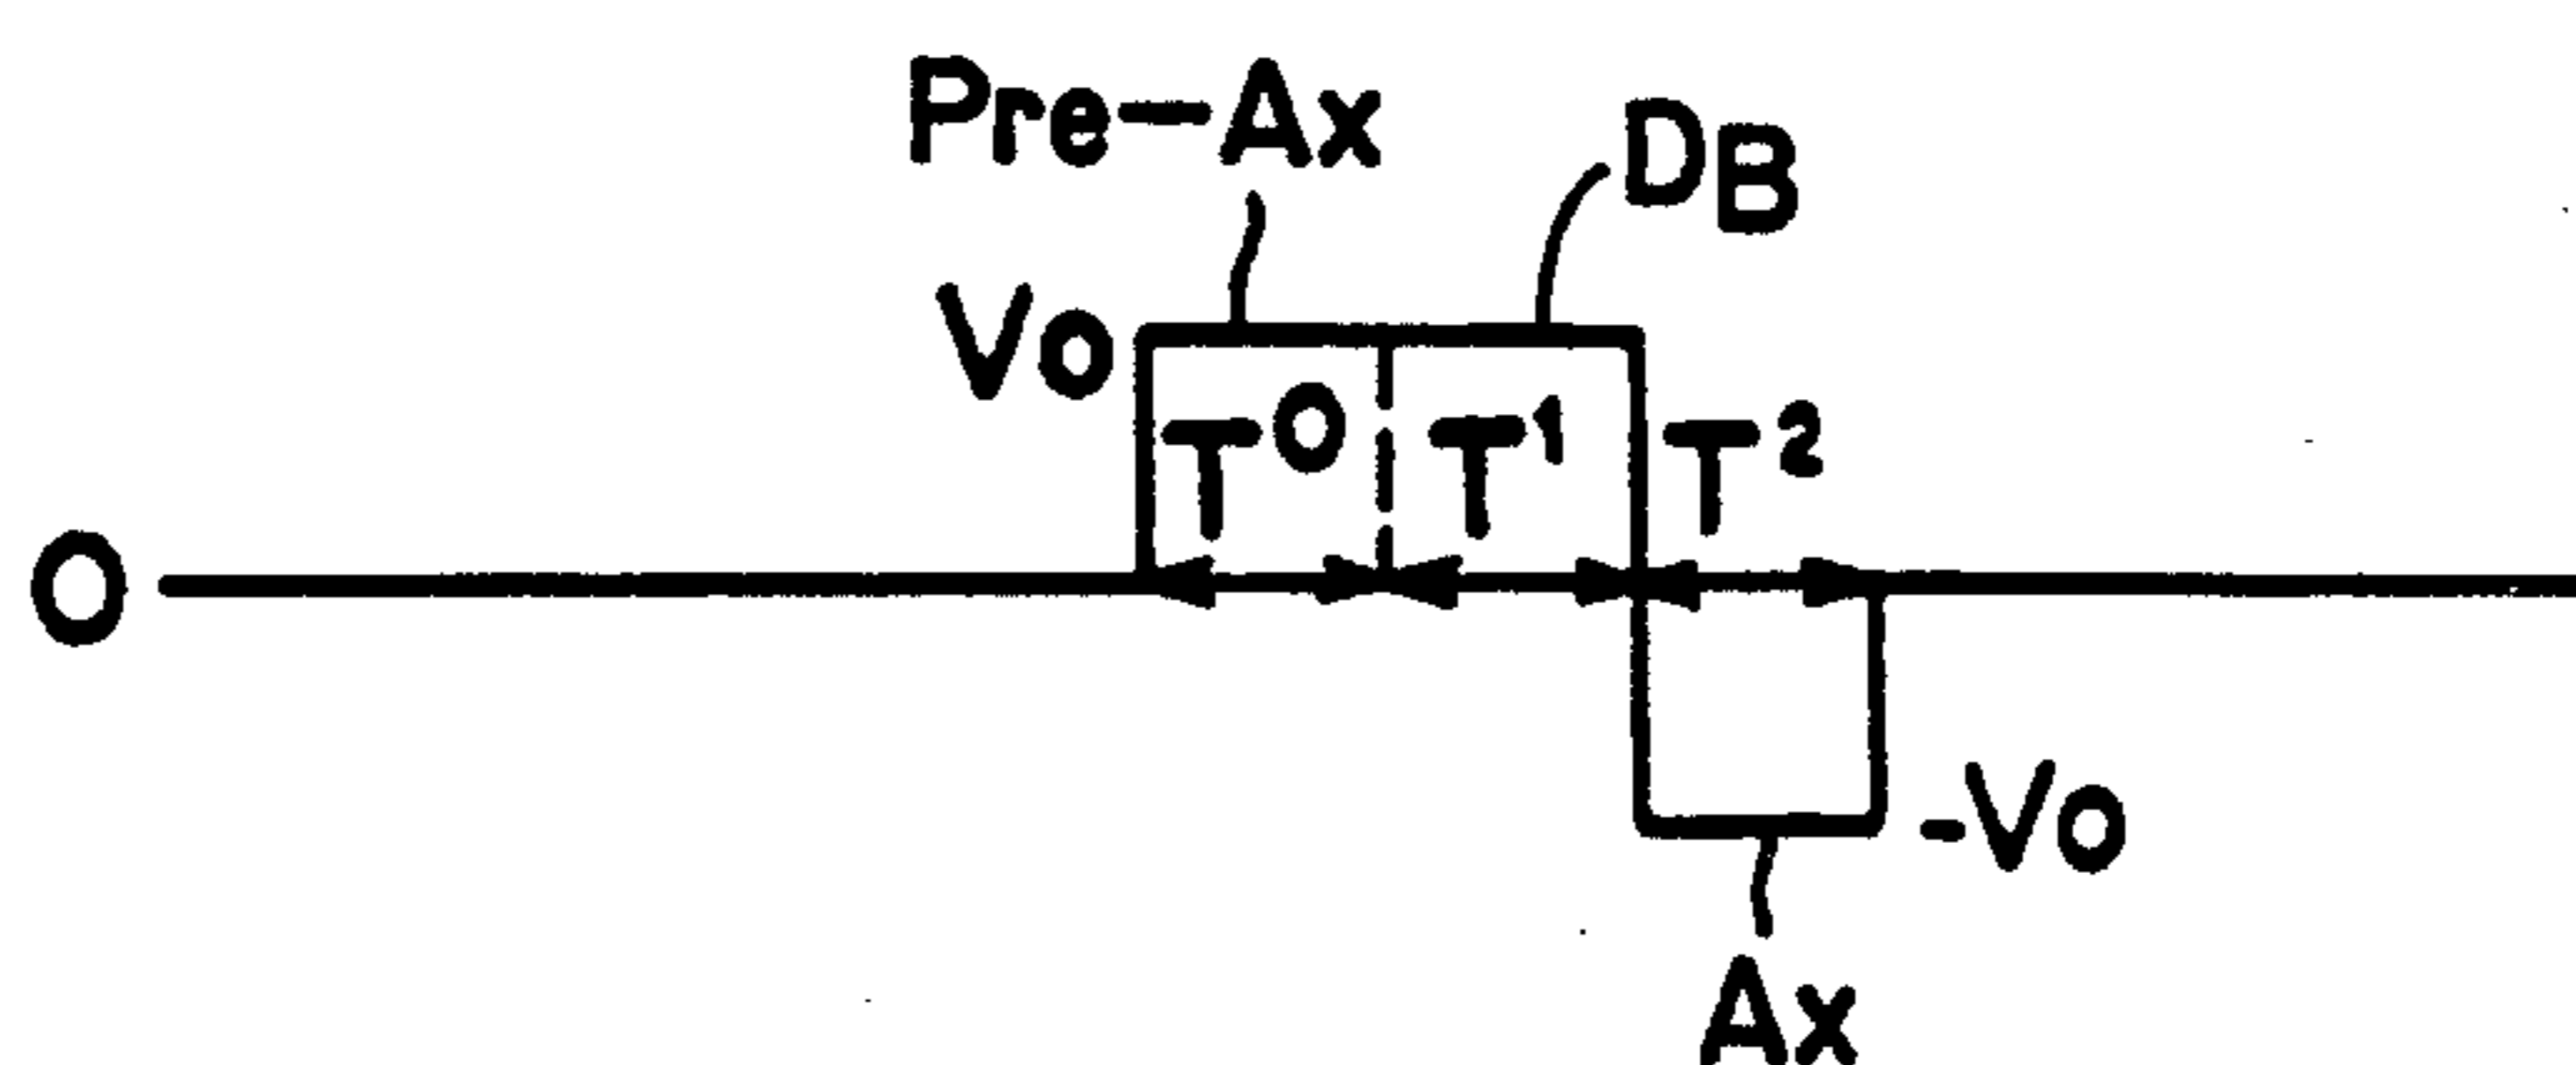 Pre-Ax
DB
Vo
T⁰ T¹ T²
O
-Vo
Ax